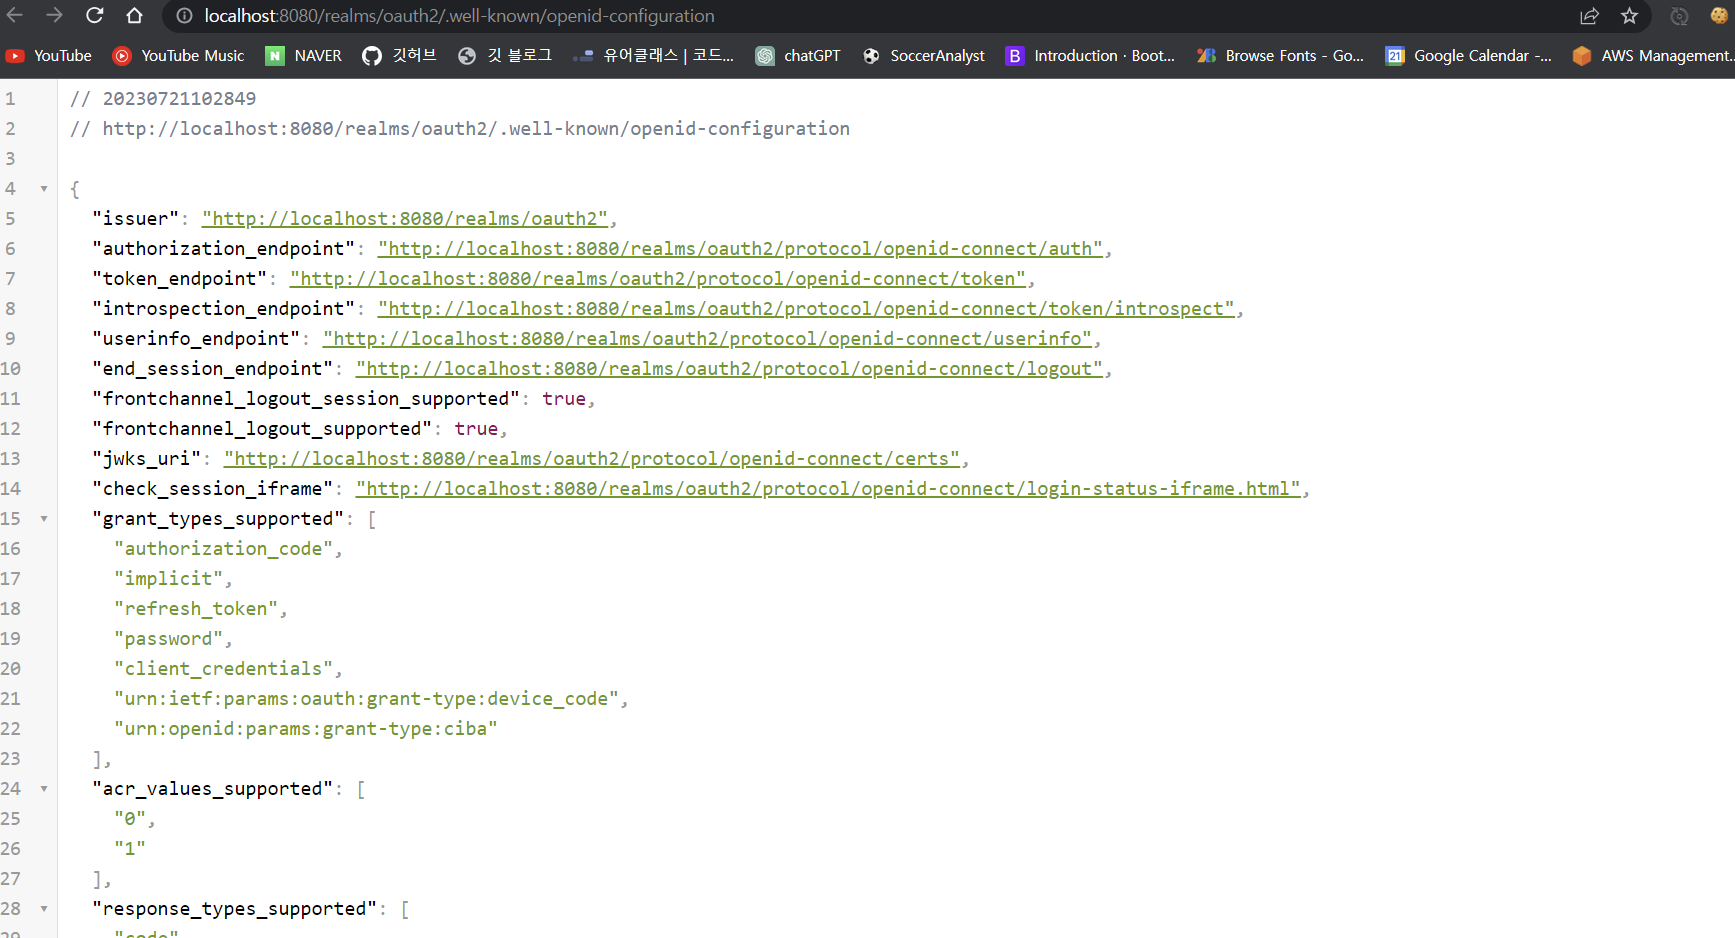 localhost:8080/realms/oauth2/.well-known/openid-configuration
YouTube YouTube Music N NAVER 깃허브 깃 블로그 유어클래스 | 코드... chatGPT SoccerAnalyst B Introduction · Boot... Browse Fonts - Go... 21 Google Calendar -... AWS Management...
1 // 20230721102849
2 // http://localhost:8080/realms/oauth2/.well-known/openid-configuration
3
4 {
5 "issuer": "http://localhost:8080/realms/oauth2",
6 "authorization_endpoint": "http://localhost:8080/realms/oauth2/protocol/openid-connect/auth",
7 "token_endpoint": "http://localhost:8080/realms/oauth2/protocol/openid-connect/token",
8 "introspection_endpoint": "http://localhost:8080/realms/oauth2/protocol/openid-connect/token/introspect",
9 "userinfo_endpoint": "http://localhost:8080/realms/oauth2/protocol/openid-connect/userinfo",
10 "end_session_endpoint": "http://localhost:8080/realms/oauth2/protocol/openid-connect/logout",
11 "frontchannel_logout_session_supported": true,
12 "frontchannel_logout_supported": true,
13 "jwks_uri": "http://localhost:8080/realms/oauth2/protocol/openid-connect/certs",
14 "check_session_iframe": "http://localhost:8080/realms/oauth2/protocol/openid-connect/login-status-iframe.html",
15 "grant_types_supported": [
16 "authorization_code",
17 "implicit",
18 "refresh_token",
19 "password",
20 "client_credentials",
21 "urn:ietf:params:oauth:grant-type:device_code",
22 "urn:openid:params:grant-type:ciba"
23 ],
24 "acr_values_supported": [
25 "0",
26 "1"
27 ],
28 "response_types_supported": [
29 "code"